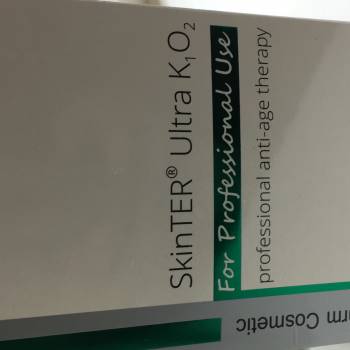 SkinTER® Ultra K₁O₂
For Professional Use
professional anti-age therapy
Cosmetic